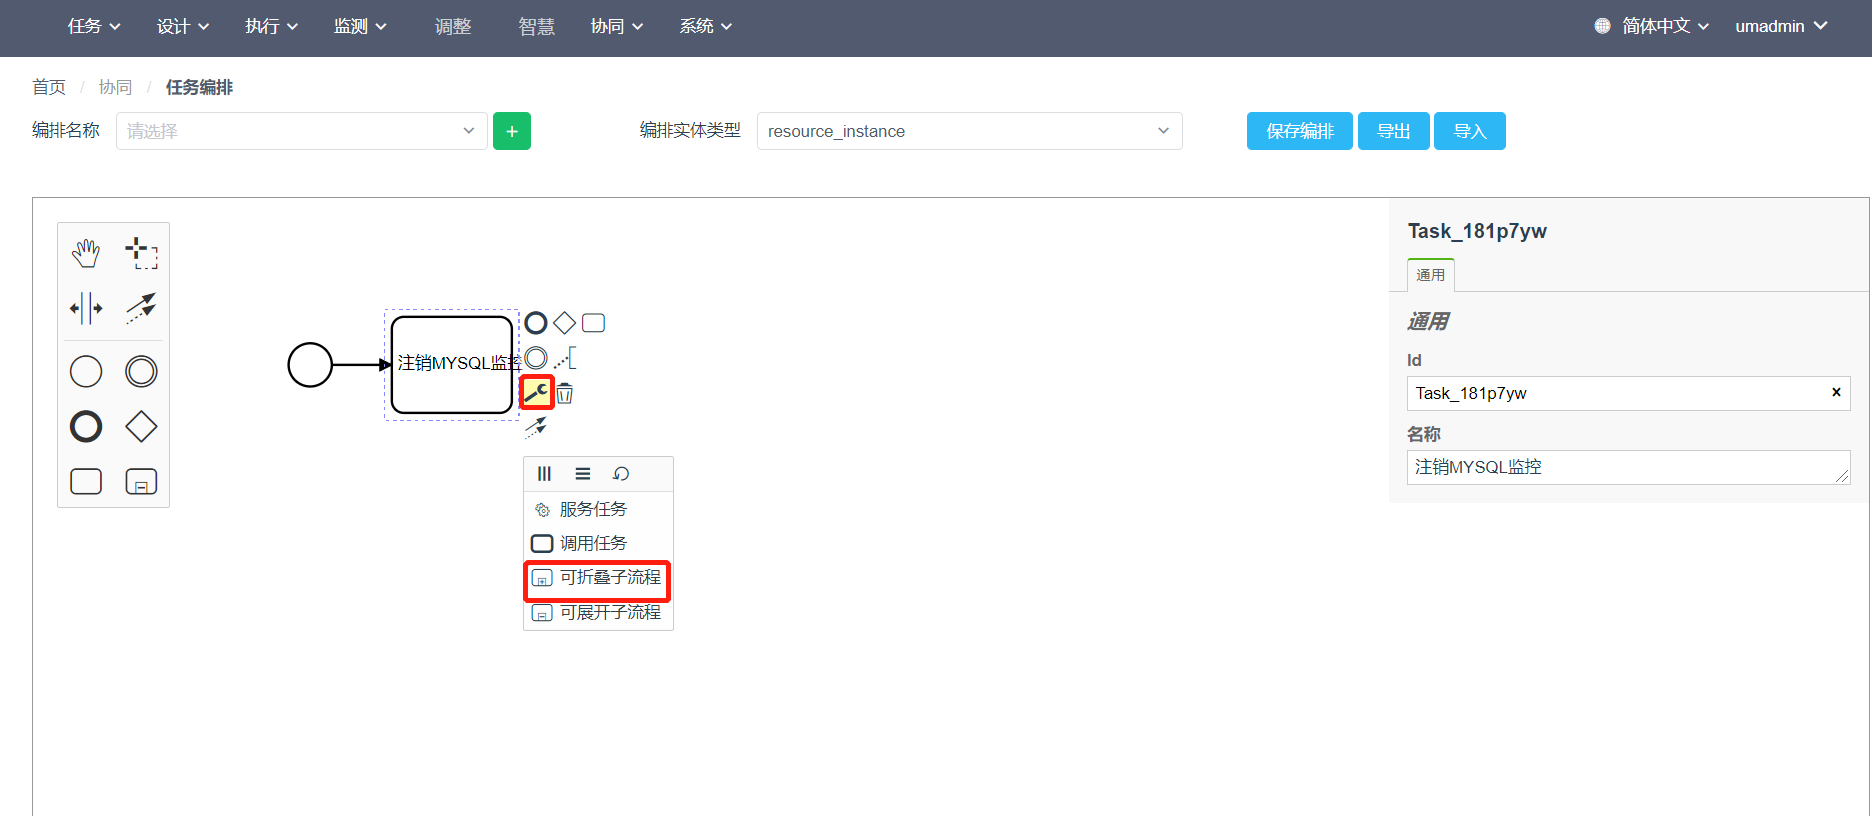 任务 设计 执行 监测 调整 智慧 协同 系统 简体中文 umadmin
首页 / 协同 / 任务编排
编排名称 请选择 + 编排实体类型 resource_instance 保存编排 导出 导入
Task_181p7yw
通用
通用
Id
Task_181p7yw ×
名称
注销MYSQL监控
注销MYSQL监控
服务任务
调用任务
可折叠子流程
可展开子流程